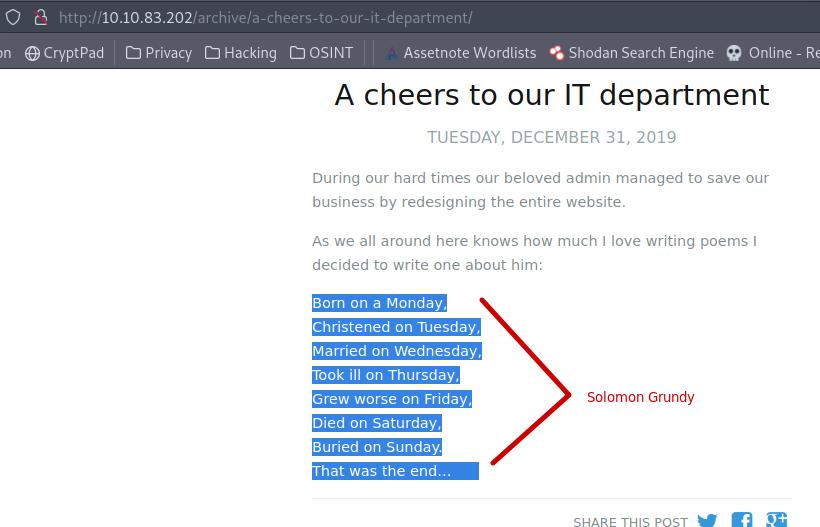 http://10.10.83.202/archive/a-cheers-to-our-it-department/
on CryptPad Privacy Hacking OSINT Assetnote Wordlists Shodan Search Engine Online - Re
A cheers to our IT department
TUESDAY, DECEMBER 31, 2019
During our hard times our beloved admin managed to save our
business by redesigning the entire website.
As we all around here knows how much I love writing poems I
decided to write one about him:
Born on a Monday,
Christened on Tuesday,
Married on Wednesday,
Took ill on Thursday,
Grew worse on Friday,
Died on Saturday,
Buried on Sunday.
That was the end…
Solomon Grundy
SHARE THIS POST